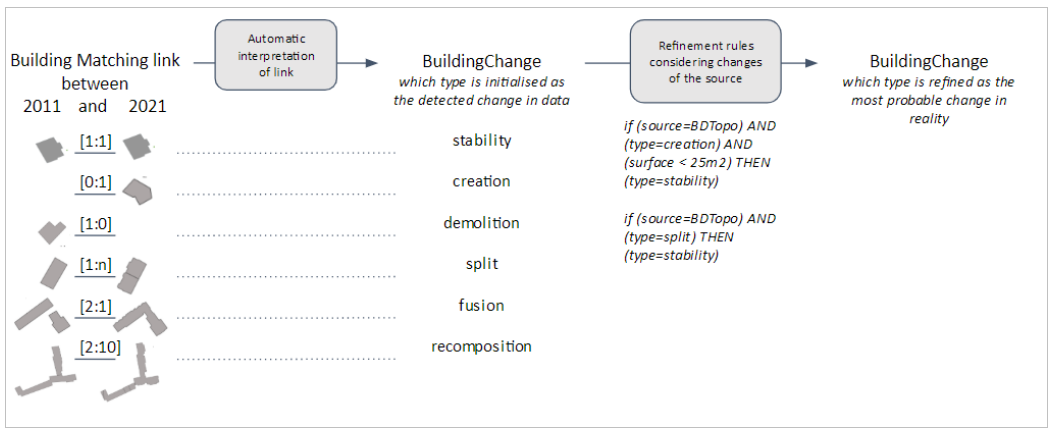 Building Matching link
between
2011 and 2021
Automatic
interpretation
of link
BuildingChange
which type is initialised as
the detected change in data
Refinement rules
considering changes
of the source
BuildingChange
which type is refined as the
most probable change in
reality
[1:1] stability
[0:1] creation
[1:0] demolition
[1:n] split
[2:1] fusion
[2:10] recomposition
if (source=BDTopo) AND
(type=creation) AND
(surface < 25m2) THEN
(type=stability)
if (source=BDTopo) AND
(type=split) THEN
(type=stability)